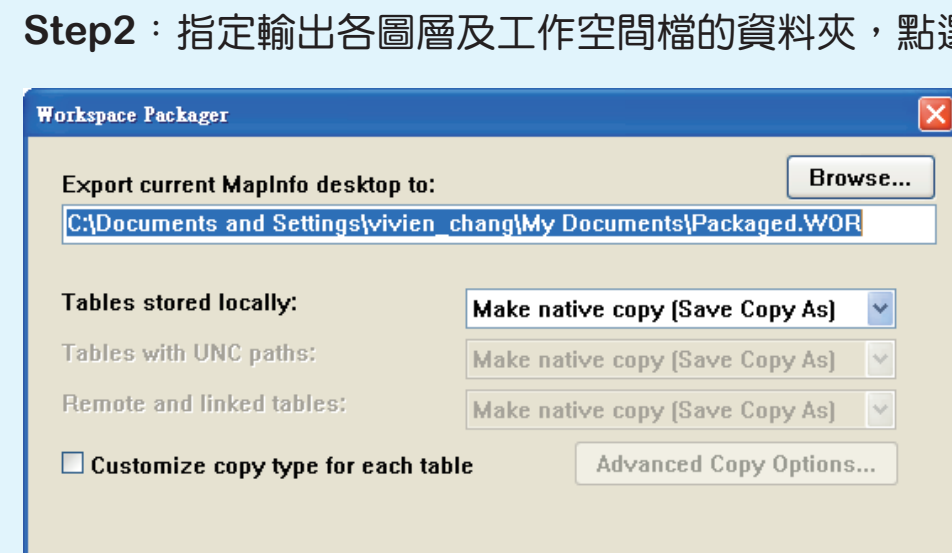 Step2：指定輸出各圖層及工作空間檔的資料夾，點選
Workspace Packager
Export current MapInfo desktop to:
Browse...
C:\Documents and Settings\vivien_chang\My Documents\Packaged.WOR
Tables stored locally:
Make native copy (Save Copy As)
Tables with UNC paths:
Make native copy (Save Copy As)
Remote and linked tables:
Make native copy (Save Copy As)
Customize copy type for each table
Advanced Copy Options...